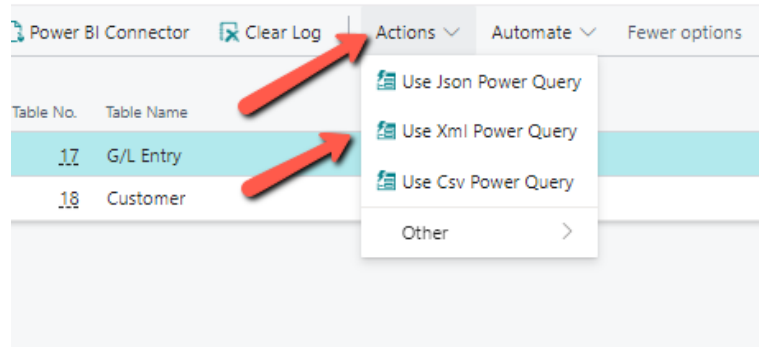 Power BI Connector Clear Log Actions Automate Fewer options
Use Json Power Query
Table No. Table Name
Use Xml Power Query
17 G/L Entry
Use Csv Power Query
18 Customer
Other